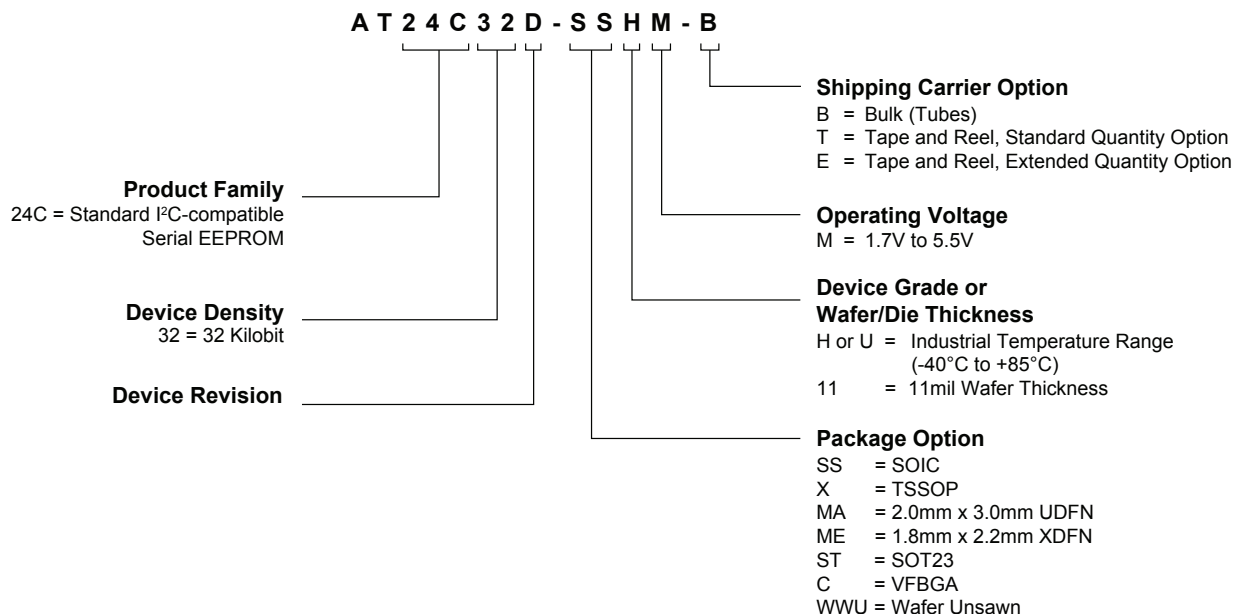 AT24C32D-SSHM-B
Shipping Carrier Option
B = Bulk (Tubes)
T = Tape and Reel, Standard Quantity Option
E = Tape and Reel, Extended Quantity Option
Product Family
24C = Standard I²C-compatible
Serial EEPROM
Operating Voltage
M = 1.7V to 5.5V
Device Density
32 = 32 Kilobit
Device Grade or
Wafer/Die Thickness
H or U = Industrial Temperature Range
(-40°C to +85°C)
11 = 11mil Wafer Thickness
Device Revision
Package Option
SS = SOIC
X = TSSOP
MA = 2.0mm x 3.0mm UDFN
ME = 1.8mm x 2.2mm XDFN
ST = SOT23
C = VFBGA
WWU = Wafer Unsawn